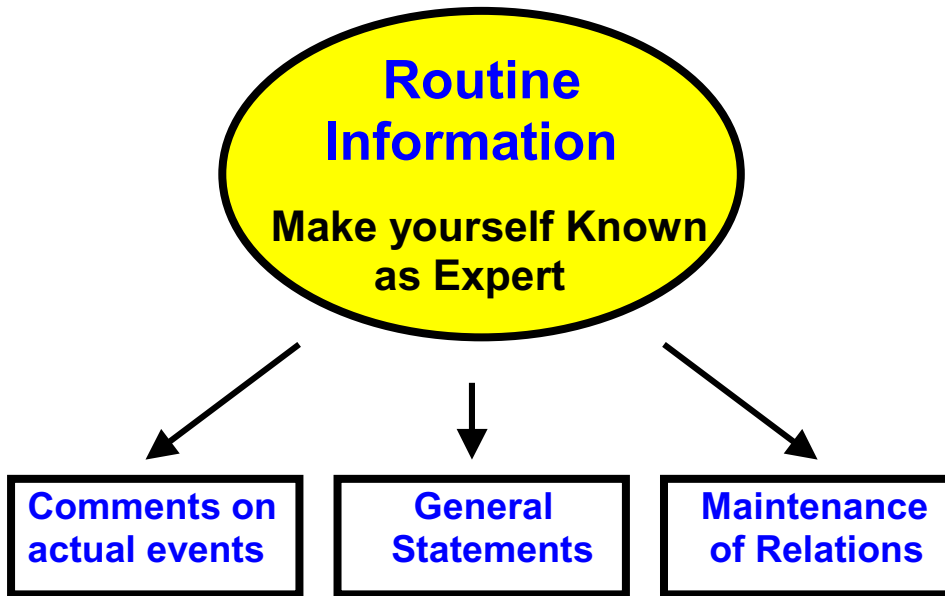 Routine
Information
Make yourself Known
as Expert
Comments on
actual events
General
Statements
Maintenance
of Relations